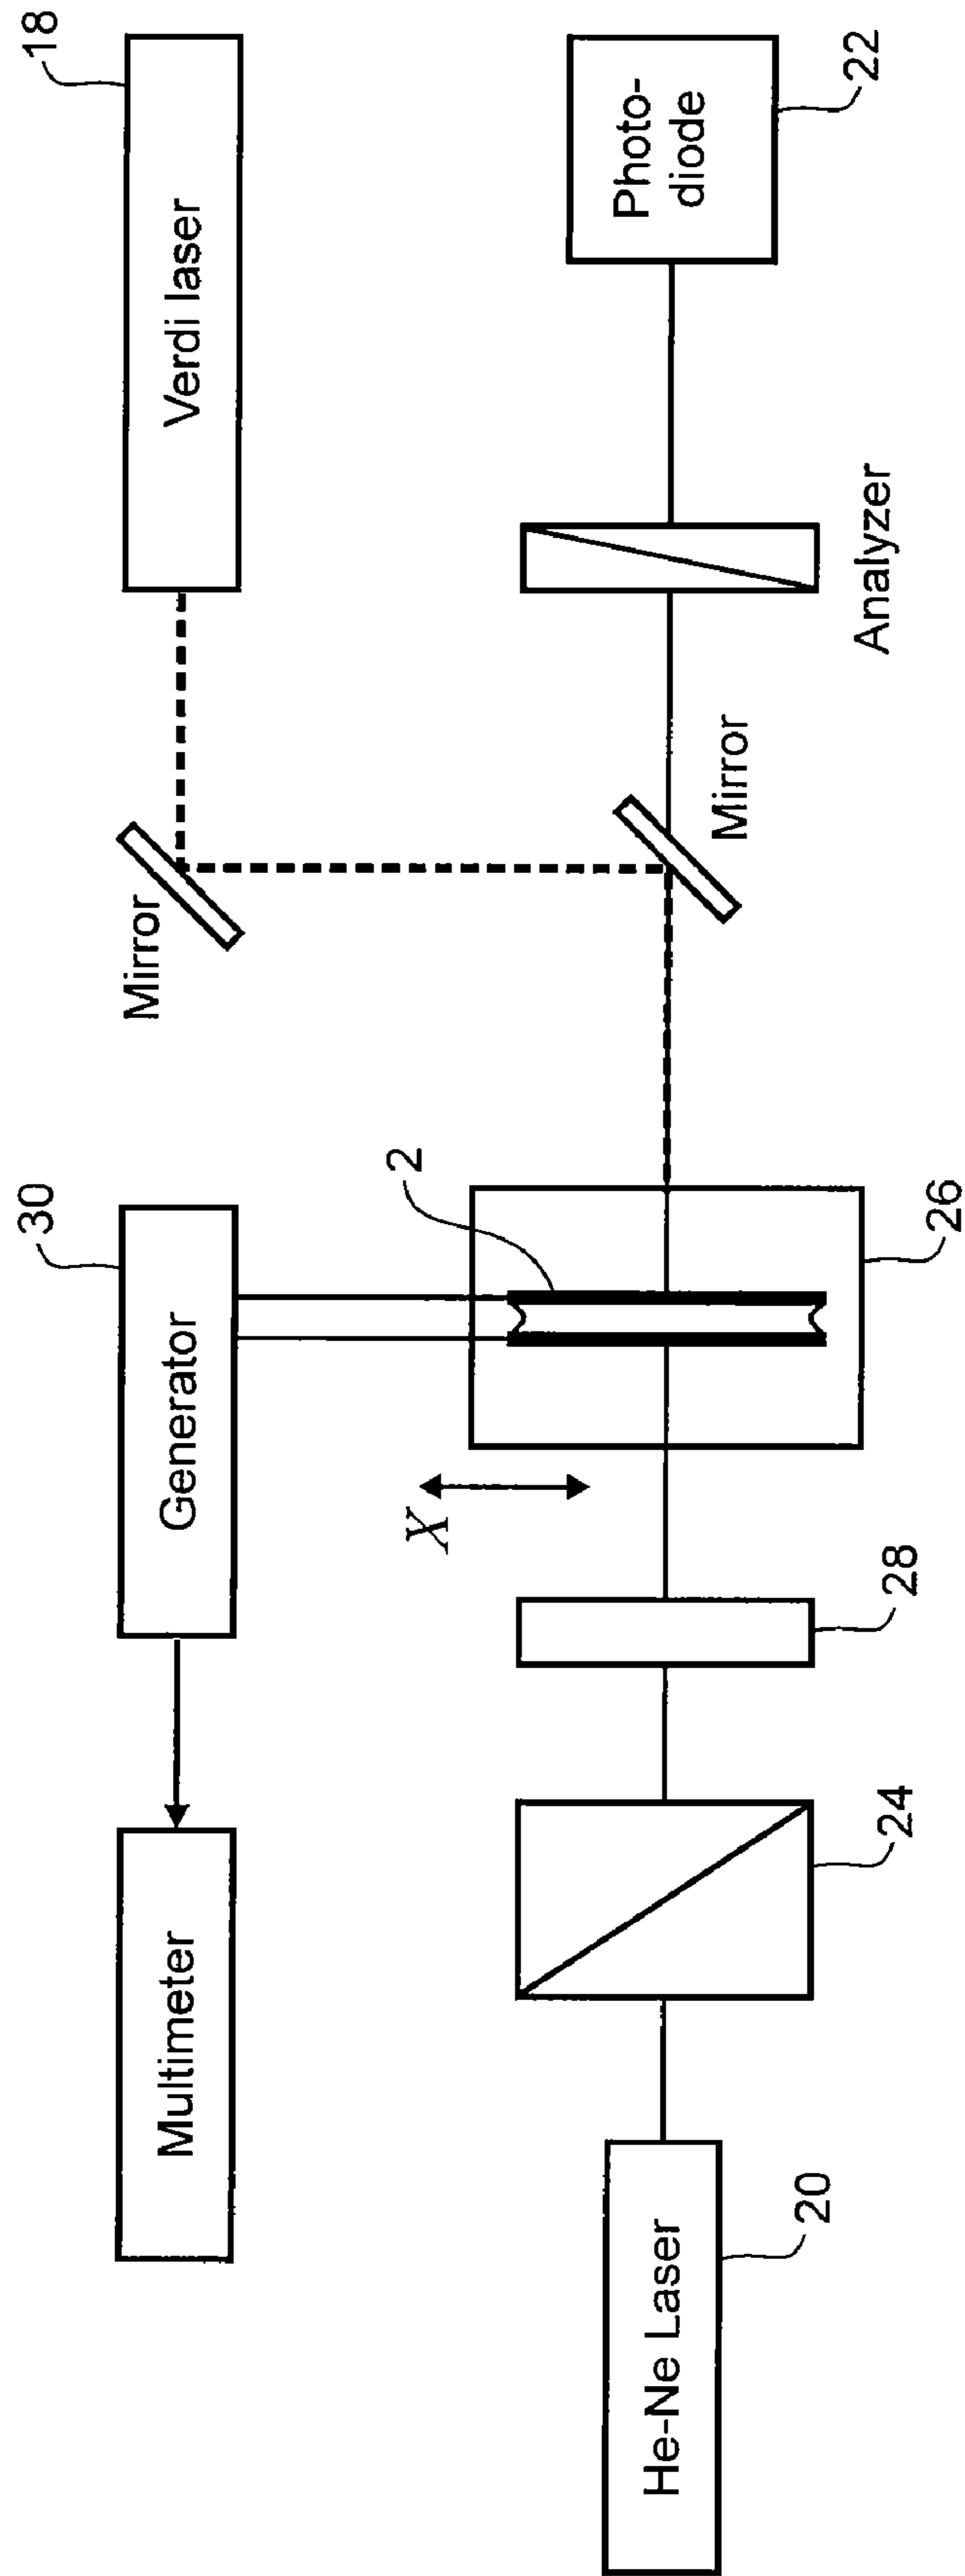 18
Verdi laser
Photo-
diode
22
Analyzer
Mirror
Mirror
30
Generator
2
26
X
28
24
Multimeter
He-Ne Laser
20